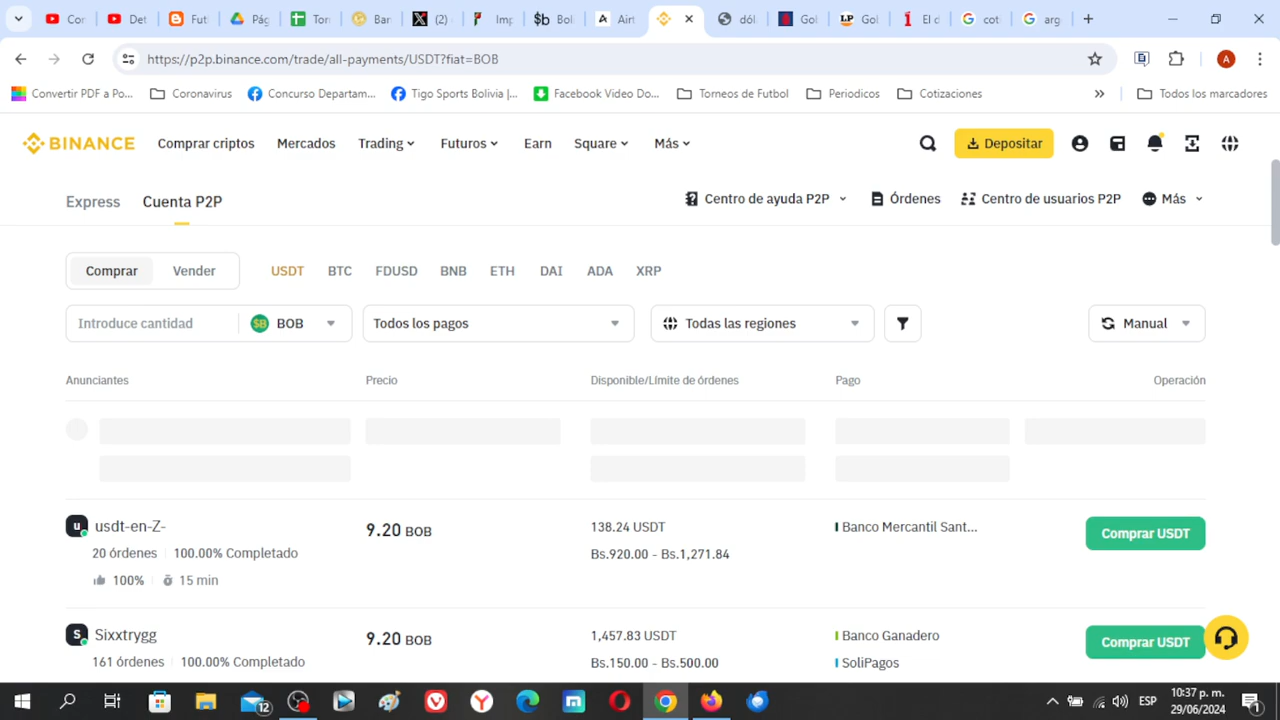 Cor
Det
Fut
Pág
Ton
Ban
(2)
Imp
Bol
Airt
dól
Gol
Gol
El d
cot
arg
https://p2p.binance.com/trade/all-payments/USDT?fiat=BOB
A
Convertir PDF a Po...
Coronavirus
Concurso Departam...
Tigo Sports Bolivia |...
Facebook Video Do...
Torneos de Futbol
Periodicos
Cotizaciones
Todos los marcadores
BINANCE
Comprar criptos
Mercados
Trading
Futuros
Earn
Square
Más
Depositar
Express
Cuenta P2P
Centro de ayuda P2P
Órdenes
Centro de usuarios P2P
Más
Comprar
Vender
USDT
BTC
FDUSD
BNB
ETH
DAI
ADA
XRP
Introduce cantidad
BOB
Todos los pagos
Todas las regiones
Manual
Anunciantes
Precio
Disponible/Límite de órdenes
Pago
Operación
u
usdt-en-Z-
9.20 BOB
138.24 USDT
Banco Mercantil Sant...
Comprar USDT
20 órdenes
100.00% Completado
Bs.920.00 - Bs.1,271.84
100%
15 min
S
Sixxtrygg
9.20 BOB
1,457.83 USDT
Banco Ganadero
Comprar USDT
161 órdenes
100.00% Completado
Bs.150.00 - Bs.500.00
SoliPagos
12
ESP
10:37 p. m.
29/06/2024
1